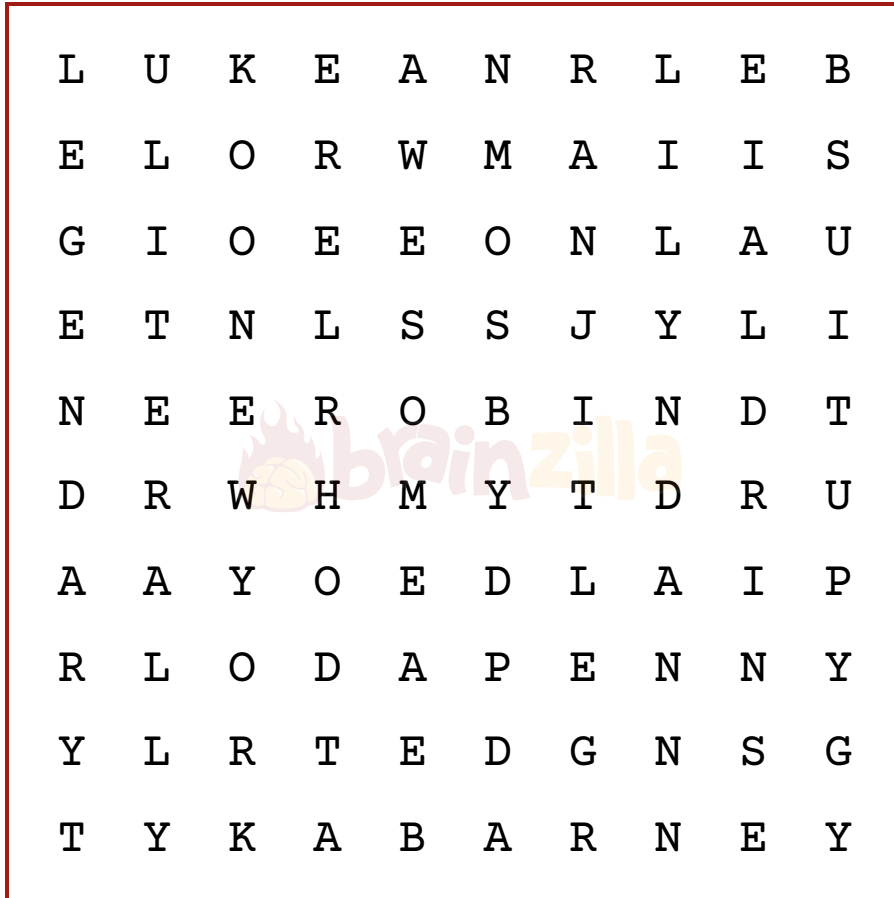 L U K E A N R L E B
E L O R W M A I I S
G I O E E O N L A U
E T N L S S J Y L I
N E E R O B I N D T
D R W H M Y T D R U
A A Y O E D L A I P
R L O D A P E N N Y
Y L R T E D G N S G
T Y K A B A R N E Y
brainzilla